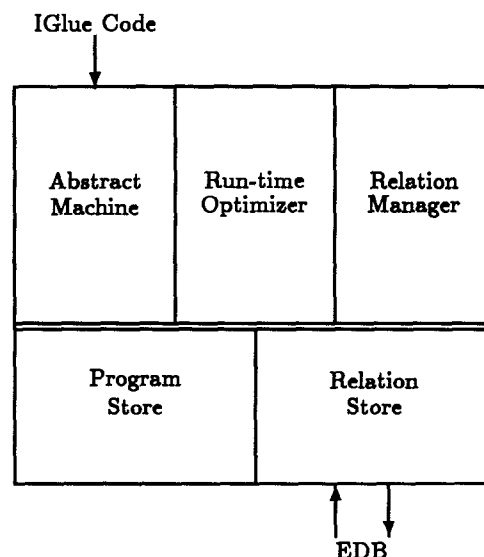 IGlue Code
Abstract
Machine
Run-time
Optimizer
Relation
Manager
Program
Store
Relation
Store
EDB